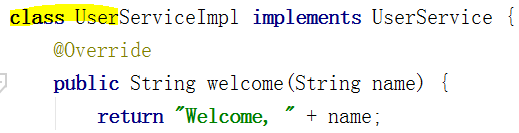 class UserServiceImpl implements UserService {
@Override
public String welcome(String name) {
return "Welcome, " + name;